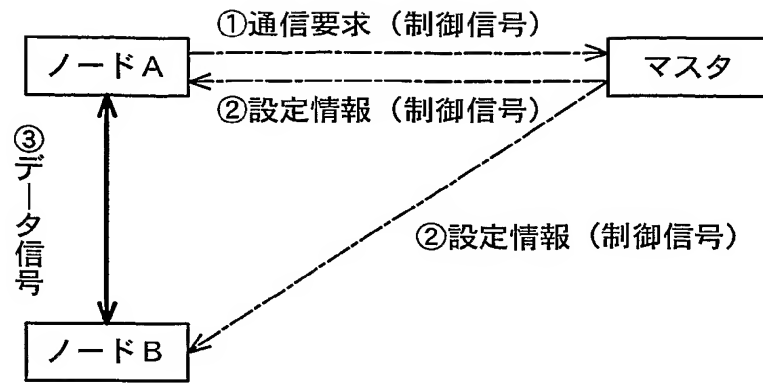 ①通信要求（制御信号）
ノードA
マスタ
②設定情報（制御信号）
③データ信号
②設定情報（制御信号）
ノードB